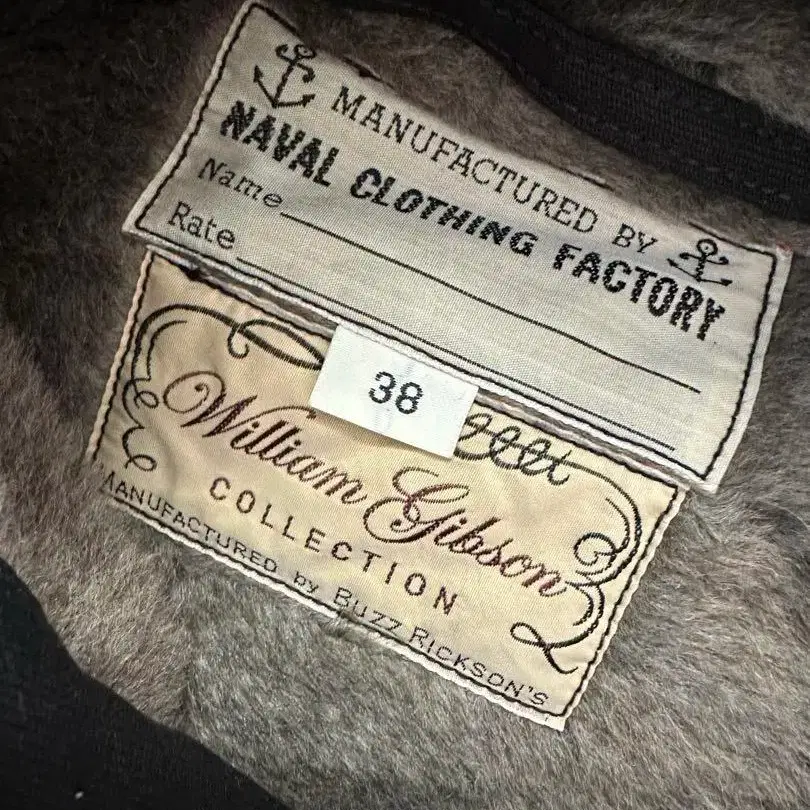 MANUFACTURED BY
NAVAL CLOTHING FACTORY
Name
Rate
38
William Gibson
COLLECTION
MANUFACTURED by BUZZ RICKSON'S